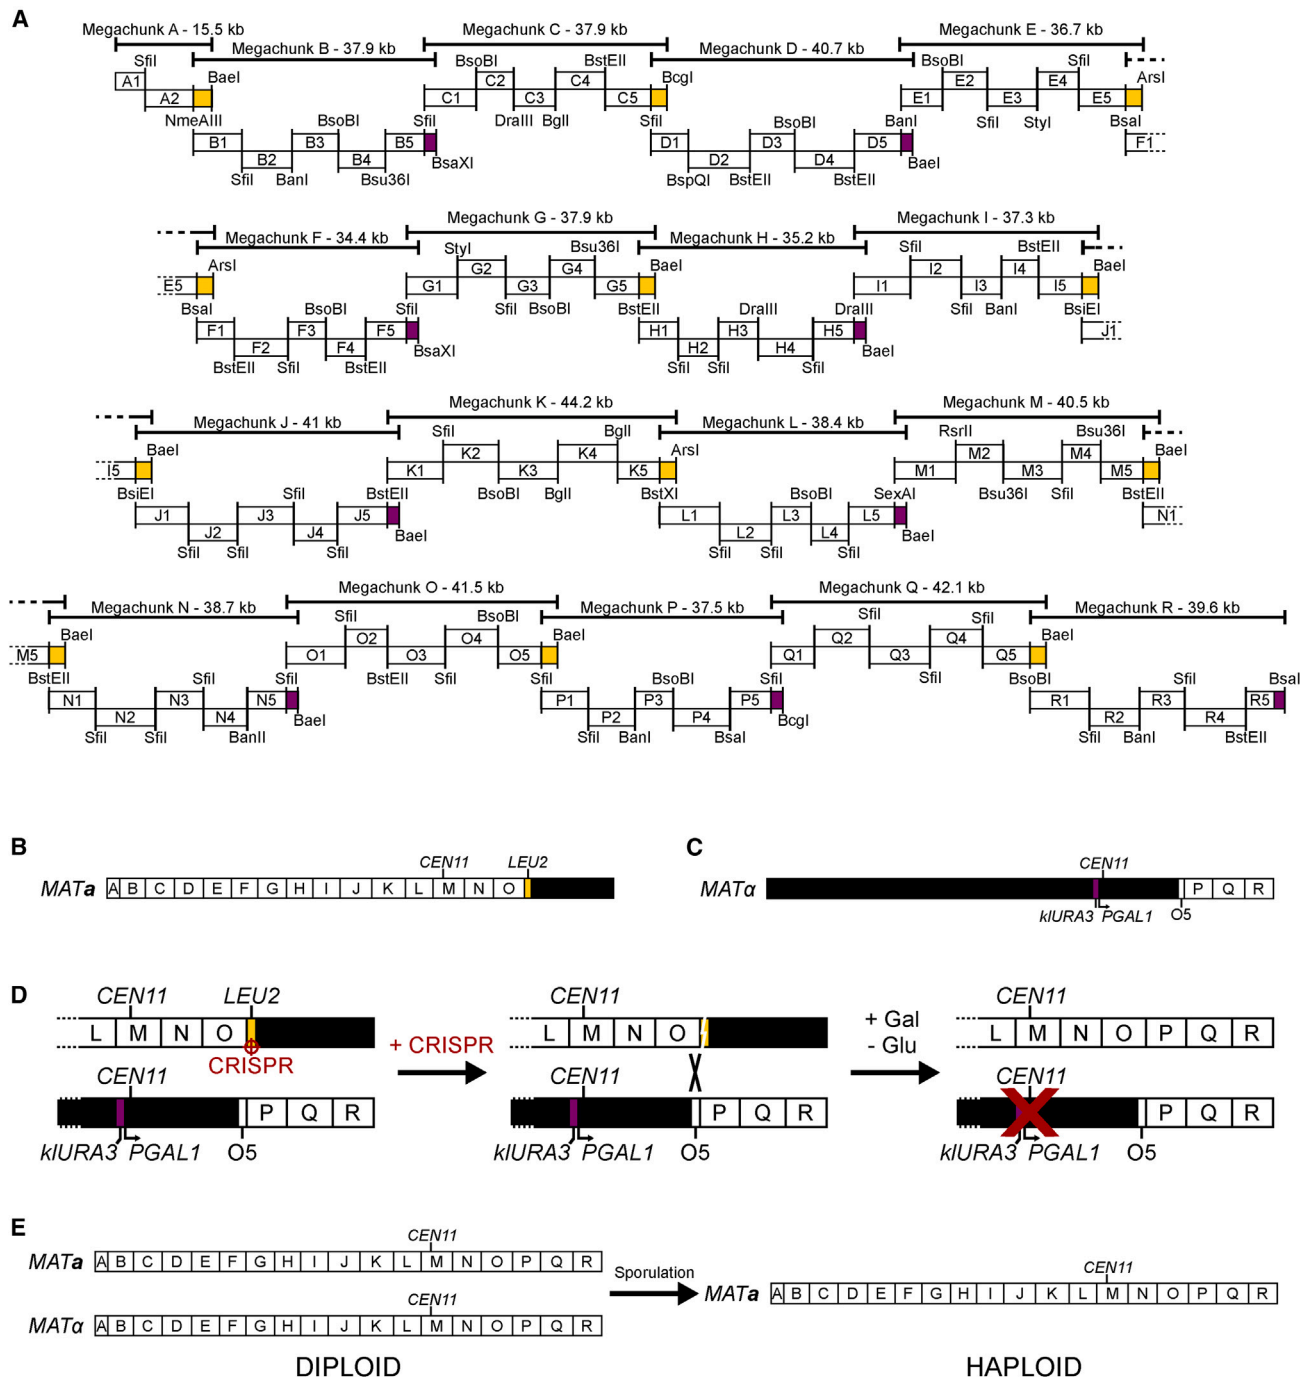 A
Megachunk A - 15.5 kb
Megachunk B - 37.9 kb
Megachunk C - 37.9 kb
Megachunk D - 40.7 kb
Megachunk E - 36.7 kb
SfiI BaeI BsoBI BstEII BcgI BsoBI SfiI ArsI
A1 A2 C1 C2 C3 C4 C5 E1 E2 E3 E4 E5
NmeAIII BsoBI SfiI DraIII BglI SfiI BsoBI BanI SfiI StyI BsaI
B1 B2 B3 B4 B5 D1 D2 D3 D4 D5 F1
SfiI BanI Bsu36I BsaXI BspQI BstEII BstEII BaeI
Megachunk F - 34.4 kb
Megachunk G - 37.9 kb
Megachunk H - 35.2 kb
Megachunk I - 37.3 kb
ArsI StyI Bsu36I BaeI SfiI BstEII BaeI
E5 G1 G2 G3 G4 G5 I1 I2 I3 I4 I5
BsaI BsoBI SfiI SfiI BsoBI BstEII DraIII DraIII SfiI BanI BsiEI
F1 F2 F3 F4 F5 H1 H2 H3 H4 H5 J1
BstEII SfiI BstEII BsaXI SfiI SfiI SfiI BaeI
Megachunk J - 41 kb
Megachunk K - 44.2 kb
Megachunk L - 38.4 kb
Megachunk M - 40.5 kb
BaeI SfiI BglI ArsI RsrII Bsu36I BaeI
I5 K1 K2 K3 K4 K5 M1 M2 M3 M4 M5
BsiEI SfiI BstEII BsoBI BglI BstXI BsoBI SexAI Bsu36I SfiI BstEII
J1 J2 J3 J4 J5 L1 L2 L3 L4 L5 N1
SfiI SfiI SfiI BaeI SfiI SfiI SfiI BaeI
Megachunk N - 38.7 kb
Megachunk O - 41.5 kb
Megachunk P - 37.5 kb
Megachunk Q - 42.1 kb
Megachunk R - 39.6 kb
BaeI SfiI BsoBI BaeI SfiI SfiI BaeI
M5 O1 O2 O3 O4 O5 Q1 Q2 Q3 Q4 Q5
BstEII SfiI SfiI BstEII SfiI SfiI BsoBI SfiI SfiI BsoBI SfiI BsaI
N1 N2 N3 N4 N5 P1 P2 P3 P4 P5 R1 R2 R3 R4 R5
SfiI SfiI BanII BaeI SfiI BanI BsaI BcgI SfiI BanI BstEII
B
CEN11 LEU2
MATa A B C D E F G H I J K L M N O
C
CEN11
MATα P Q R
klURA3 PGAL1 O5
D
CEN11 LEU2
L M N O
CRISPR
CEN11
P Q R
klURA3 PGAL1 O5
+ CRISPR
CEN11
L M N O
CEN11
P Q R
klURA3 PGAL1 O5
+ Gal
- Glu
CEN11
L M N O P Q R
CEN11
P Q R
klURA3 PGAL1 O5
E
CEN11
MATa A B C D E F G H I J K L M N O P Q R
CEN11
MATα A B C D E F G H I J K L M N O P Q R
DIPLOID
Sporulation
CEN11
MATa A B C D E F G H I J K L M N O P Q R
HAPLOID